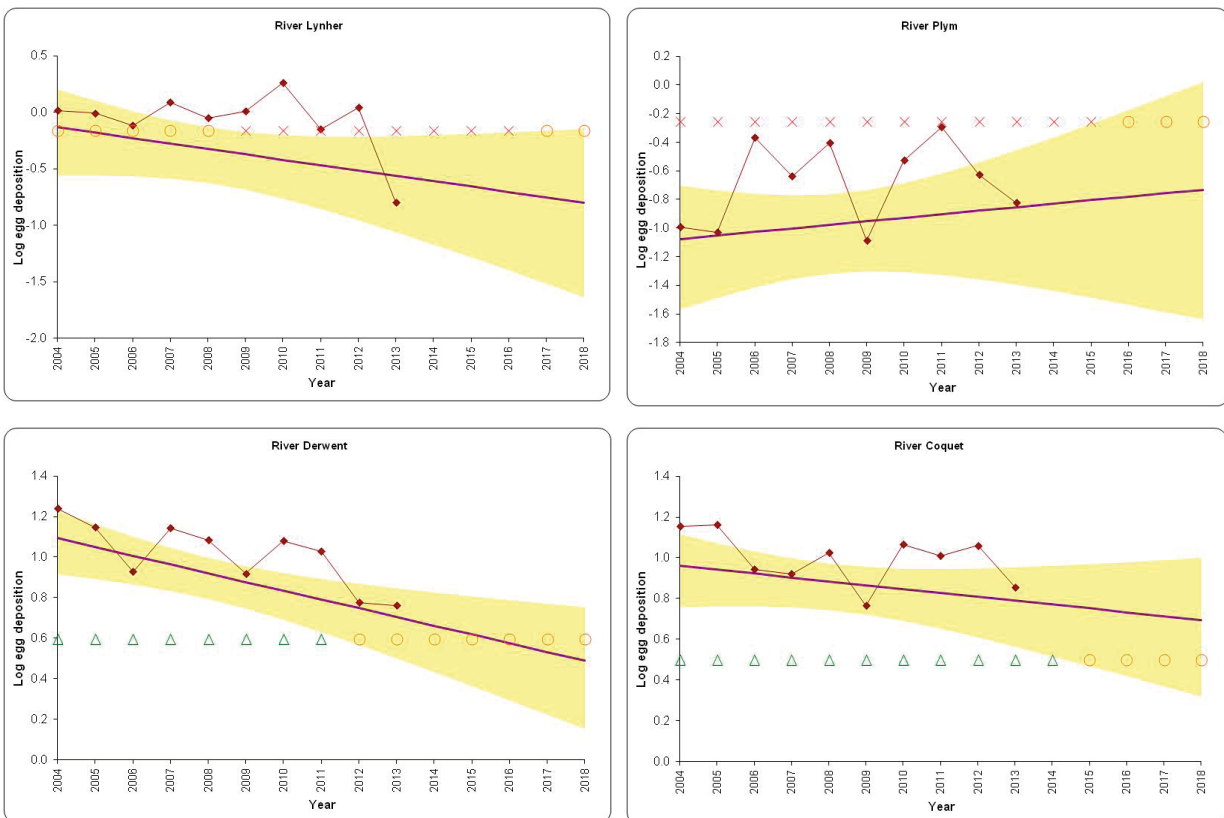 River Lynher
Log egg deposition
0.5
0.0
-0.5
-1.0
-1.5
-2.0
2004 2005 2006 2007 2008 2009 2010 2011 2012 2013 2014 2015 2016 2017 2018
Year
River Plym
Log egg deposition
0.2
0.0
-0.2
-0.4
-0.6
-0.8
-1.0
-1.2
-1.4
-1.6
-1.8
2004 2005 2006 2007 2008 2009 2010 2011 2012 2013 2014 2015 2016 2017 2018
Year
River Derwent
Log egg deposition
1.4
1.2
1.0
0.8
0.6
0.4
0.2
0.0
2004 2005 2006 2007 2008 2009 2010 2011 2012 2013 2014 2015 2016 2017 2018
Year
River Coquet
Log egg deposition
1.4
1.2
1.0
0.8
0.6
0.4
0.2
0.0
2004 2005 2006 2007 2008 2009 2010 2011 2012 2013 2014 2015 2016 2017 2018
Year